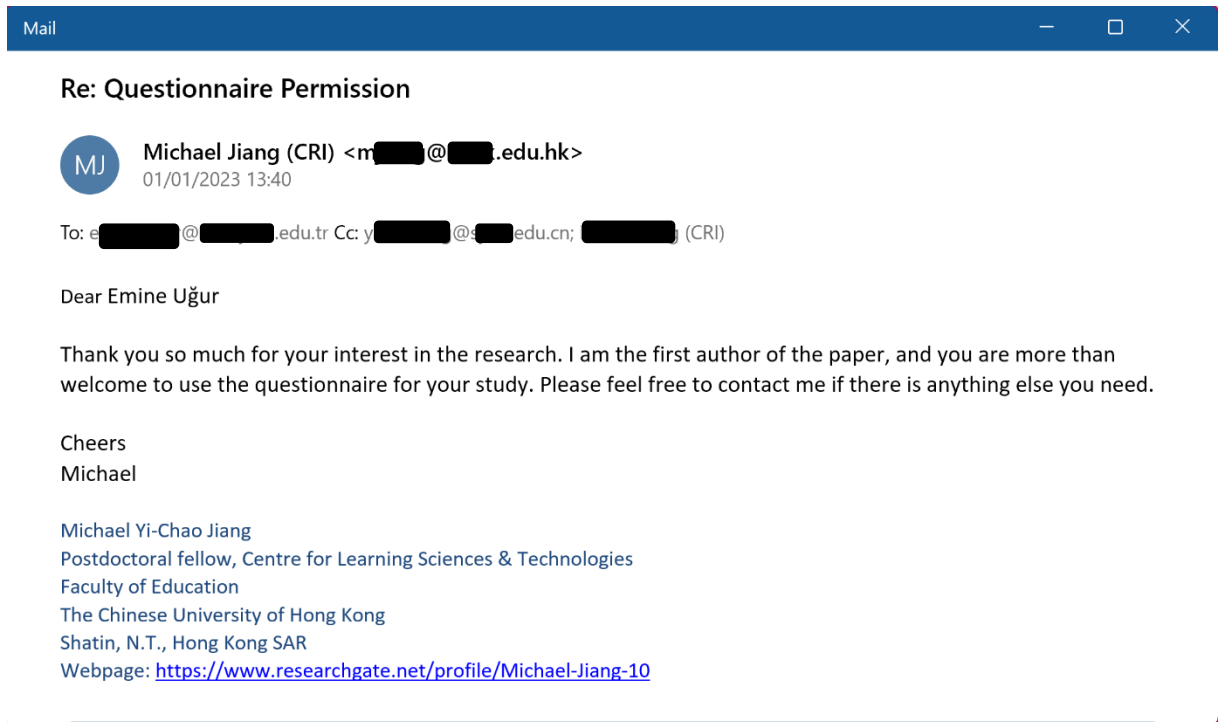 Mail
Re: Questionnaire Permission
MJ
Michael Jiang (CRI) <m @ .edu.hk>
01/01/2023 13:40
To: e @ .edu.tr Cc: y @s edu.cn; (CRI)
Dear Emine Uğur
Thank you so much for your interest in the research. I am the first author of the paper, and you are more than
welcome to use the questionnaire for your study. Please feel free to contact me if there is anything else you need.
Cheers
Michael
Michael Yi-Chao Jiang
Postdoctoral fellow, Centre for Learning Sciences & Technologies
Faculty of Education
The Chinese University of Hong Kong
Shatin, N.T., Hong Kong SAR
Webpage: https://www.researchgate.net/profile/Michael-Jiang-10